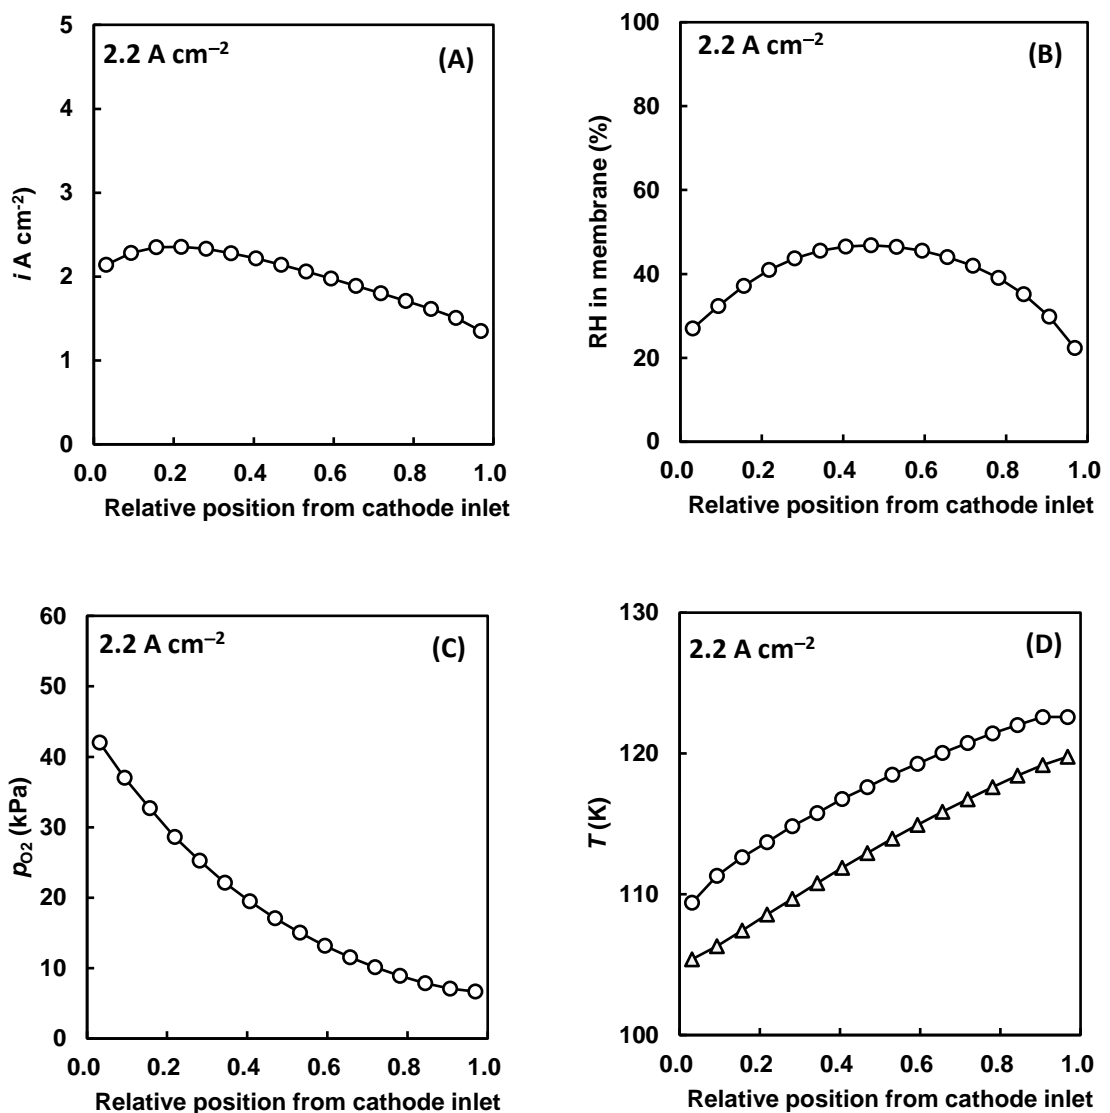 2.2 A cm⁻²
(A)
5
4
3
2
1
0
i A cm⁻²
0.0 0.2 0.4 0.6 0.8 1.0
Relative position from cathode inlet
2.2 A cm⁻²
(B)
100
80
60
40
20
0
RH in membrane (%)
0.0 0.2 0.4 0.6 0.8 1.0
Relative position from cathode inlet
2.2 A cm⁻²
(C)
60
50
40
30
20
10
0
pO2 (kPa)
0.0 0.2 0.4 0.6 0.8 1.0
Relative position from cathode inlet
2.2 A cm⁻²
(D)
130
120
110
100
T (K)
0.0 0.2 0.4 0.6 0.8 1.0
Relative position from cathode inlet